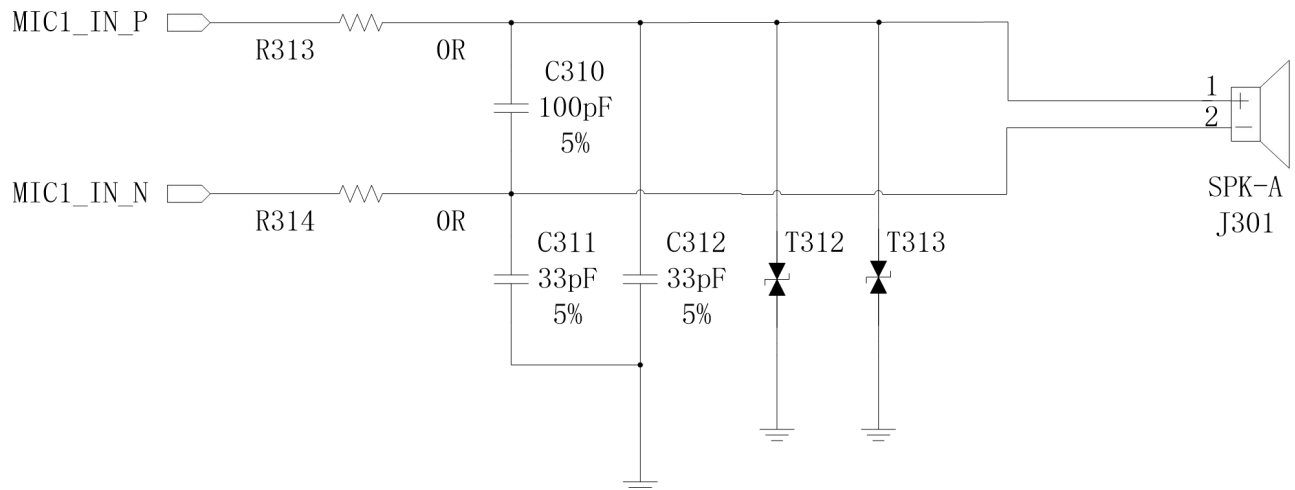 MIC1_IN_P
R313
0R
C310
100pF
5%
1
2
MIC1_IN_N
R314
0R
SPK-A
J301
C311
33pF
5%
C312
33pF
5%
T312
T313